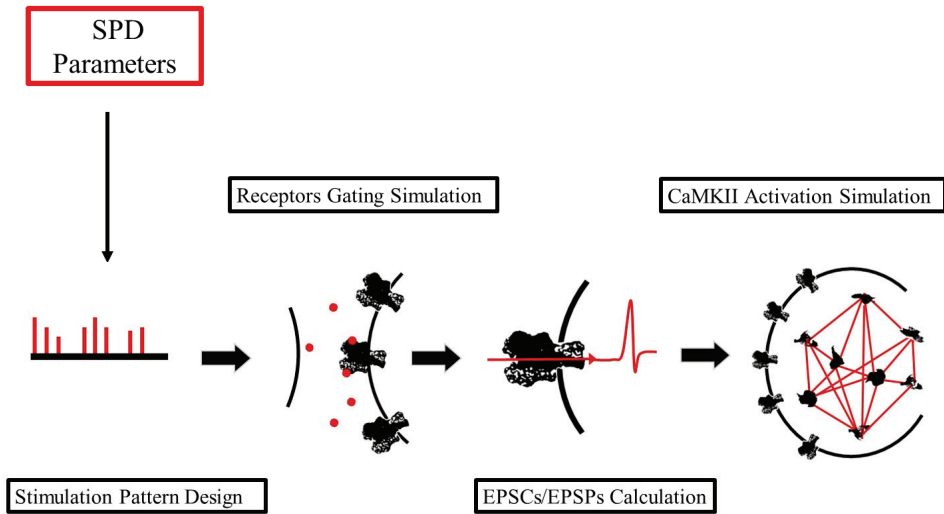 SPD
Parameters
Receptors Gating Simulation
CaMKII Activation Simulation
Stimulation Pattern Design
EPSCs/EPSPs Calculation